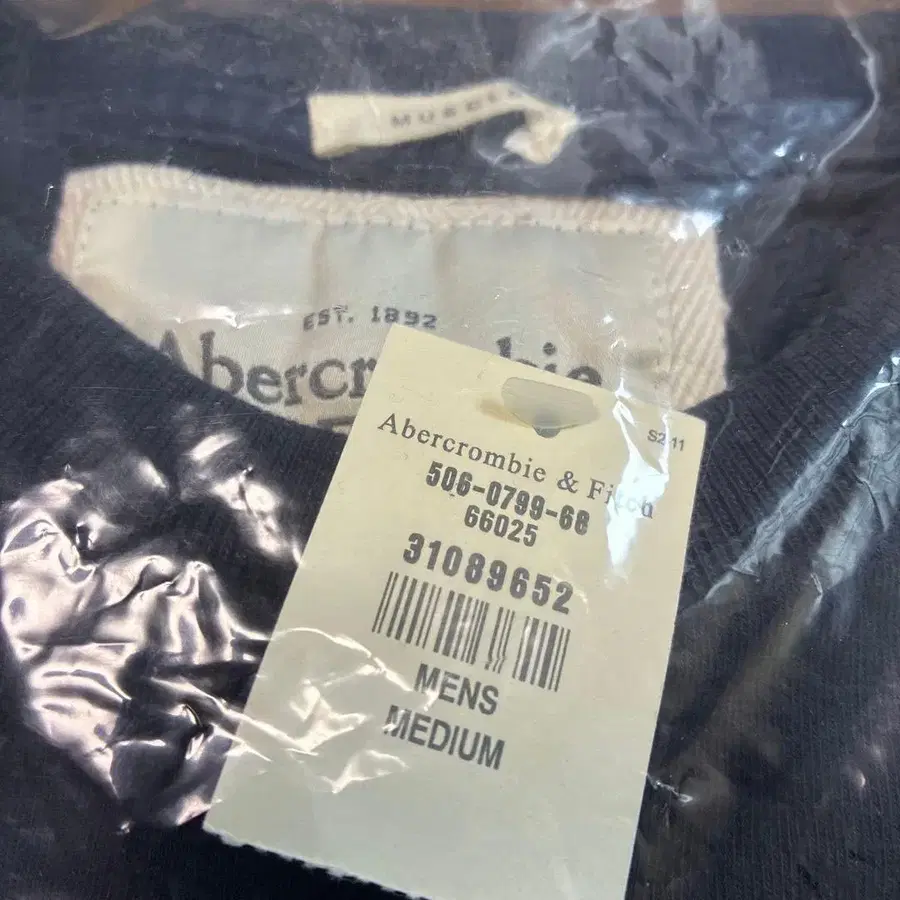 MUSCLE
EST. 1892
Abercrombie
Abercrombie & Fitch
S2 11
506-0799-68
66025
31089652
MENS
MEDIUM